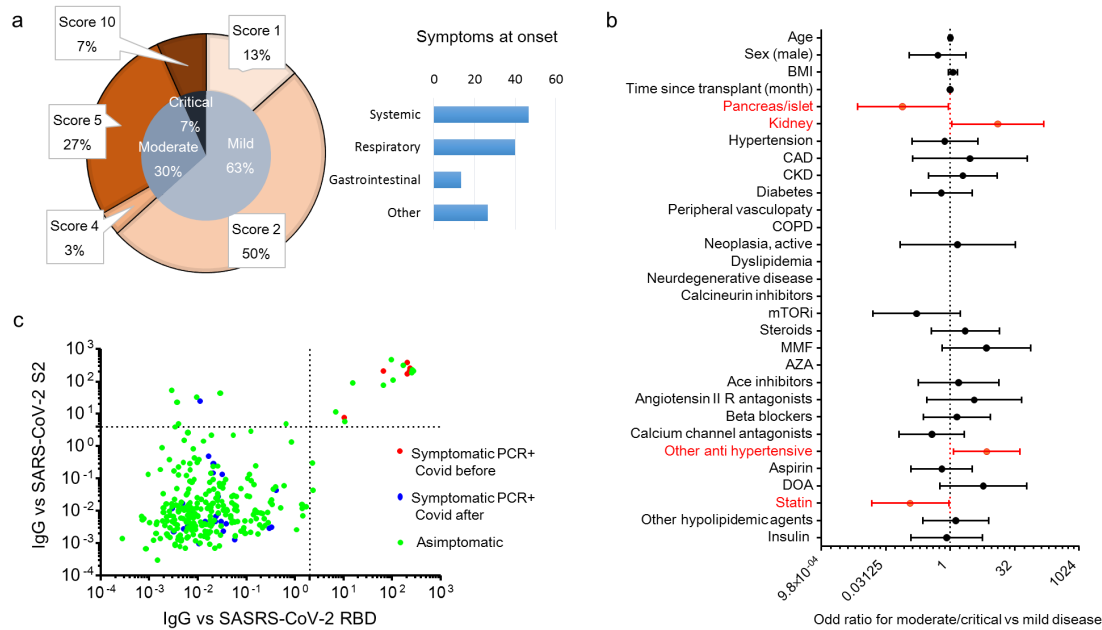 a
Score 10
7%
Score 1
13%
Score 5
27%
Score 4
3%
Score 2
50%
Critical
7%
Moderate
30%
Mild
63%
Symptoms at onset
0 20 40 60
Systemic
Respiratory
Gastrointestinal
Other
b
Age
Sex (male)
BMI
Time since transplant (month)
Pancreas/islet
Kidney
Hypertension
CAD
CKD
Diabetes
Peripheral vasculopaty
COPD
Neoplasia, active
Dyslipidemia
Neurdegenerative disease
Calcineurin inhibitors
mTORi
Steroids
MMF
AZA
Ace inhibitors
Angiotensin II R antagonists
Beta blockers
Calcium channel antagonists
Other anti hypertensive
Aspirin
DOA
Statin
Other hypolipidemic agents
Insulin
9.8×10⁻⁰⁴ 0.03125 1 32 1024
Odd ratio for moderate/critical vs mild disease
c
IgG vs SARS-CoV-2 S2
10³
10²
10¹
10⁰
10⁻¹
10⁻²
10⁻³
10⁻⁴
10⁻⁴ 10⁻³ 10⁻² 10⁻¹ 10⁰ 10¹ 10² 10³
IgG vs SASRS-CoV-2 RBD
Symptomatic PCR+
Covid before
Symptomatic PCR+
Covid after
Asimptomatic